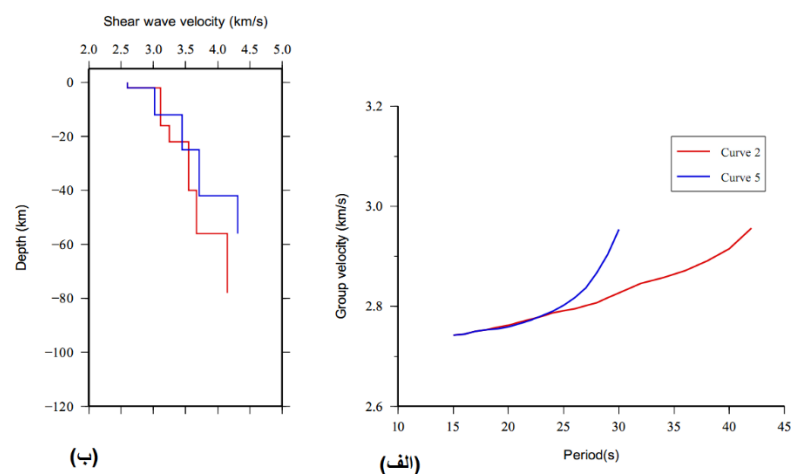 Shear wave velocity (km/s)
2.0 2.5 3.0 3.5 4.0 4.5 5.0
0
−20
−40
−60
−80
−100
−120
Depth (km)
(ب)
3.2
3.0
2.8
2.6
Group velocity (km/s)
Curve 2
Curve 5
10 15 20 25 30 35 40 45
Period(s)
(الف)